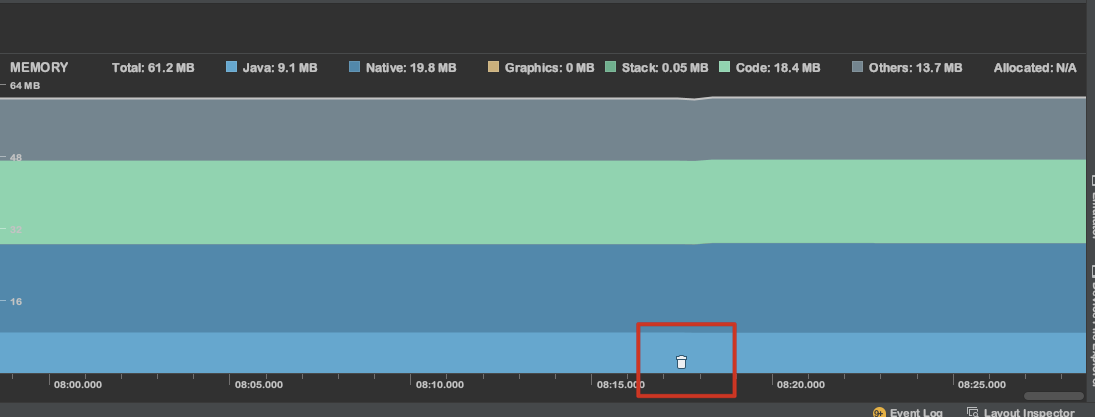 MEMORY Total: 61.2 MB Java: 9.1 MB Native: 19.8 MB Graphics: 0 MB Stack: 0.05 MB Code: 18.4 MB Others: 13.7 MB Allocated: N/A
64 MB
48
32
16
08:00.000 08:05.000 08:10.000 08:15.000 08:20.000 08:25.000
9+ Event Log Layout Inspector
Emulator